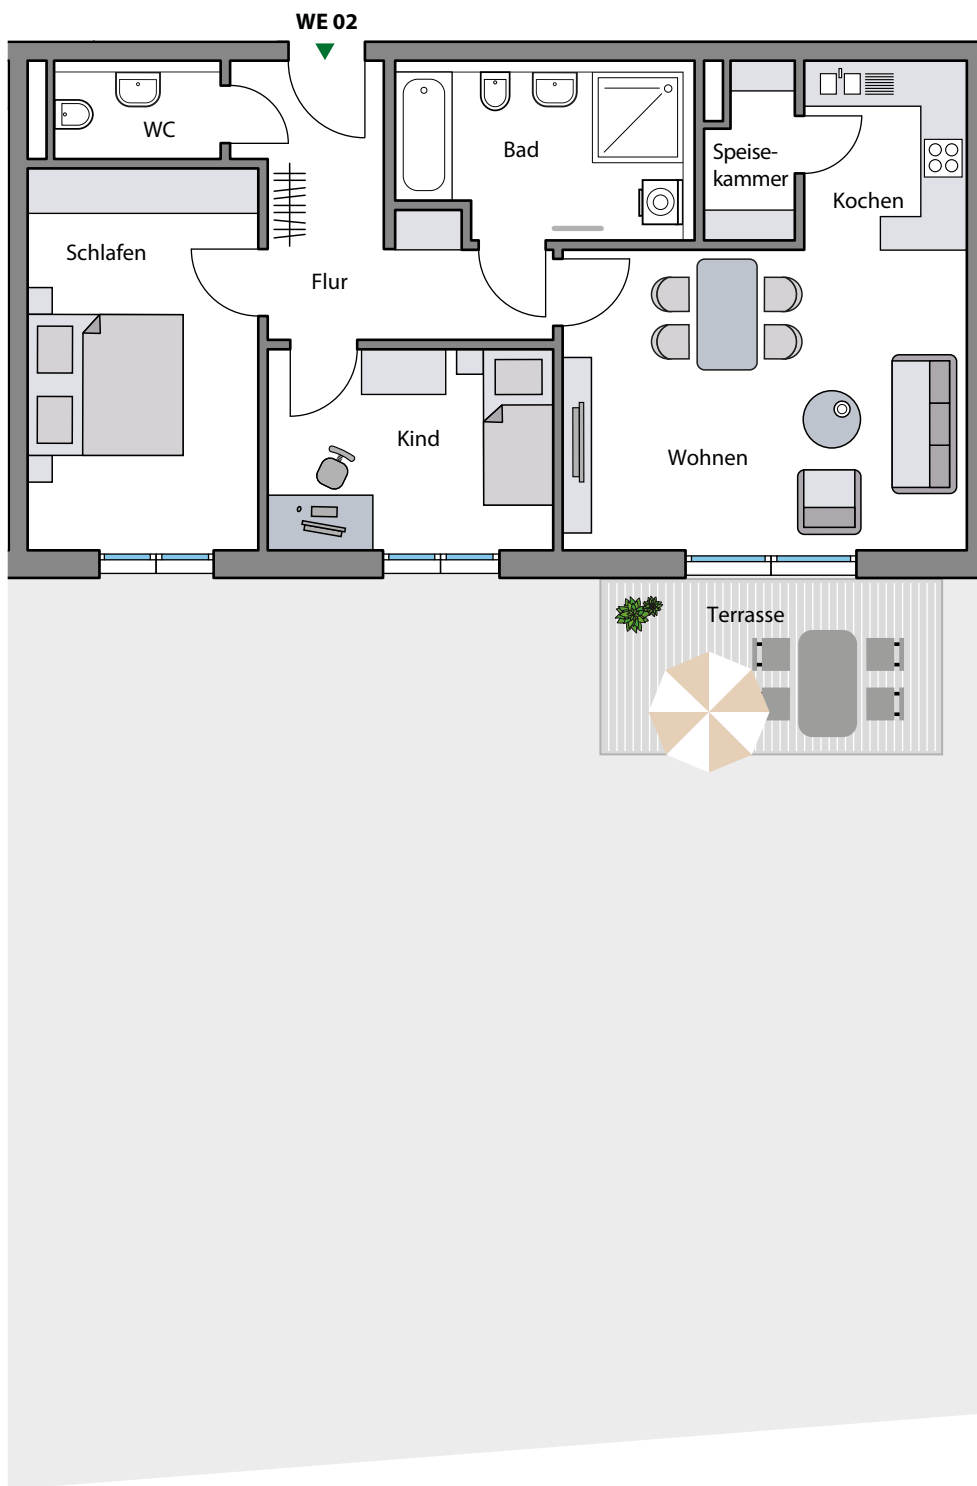 WE 02
WC
Bad
Speise-
kammer
Kochen
Schlafen
Flur
Kind
Wohnen
Terrasse